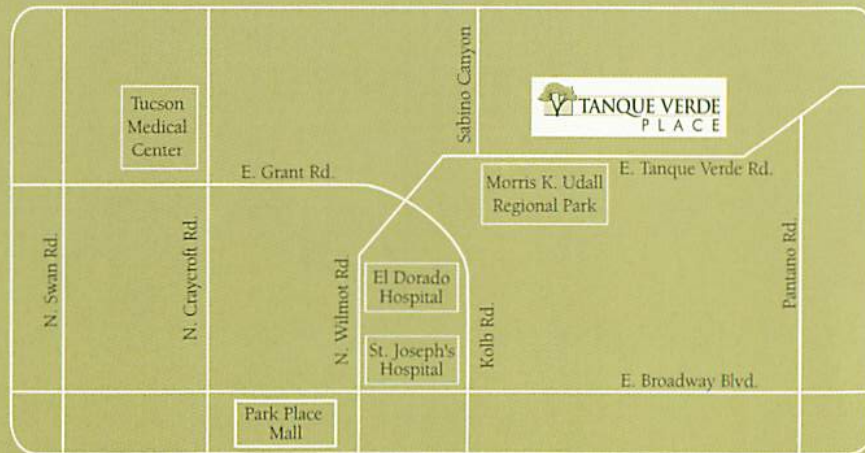 Tucson
Medical
Center
Sabino Canyon
TANQUE VERDE
PLACE
E. Grant Rd.
Morris K. Udall
Regional Park
E. Tanque Verde Rd.
N. Swan Rd.
N. Craycroft Rd.
N. Wilmot Rd.
El Dorado
Hospital
St. Joseph's
Hospital
Kolb Rd.
Pantano Rd.
E. Broadway Blvd.
Park Place
Mall